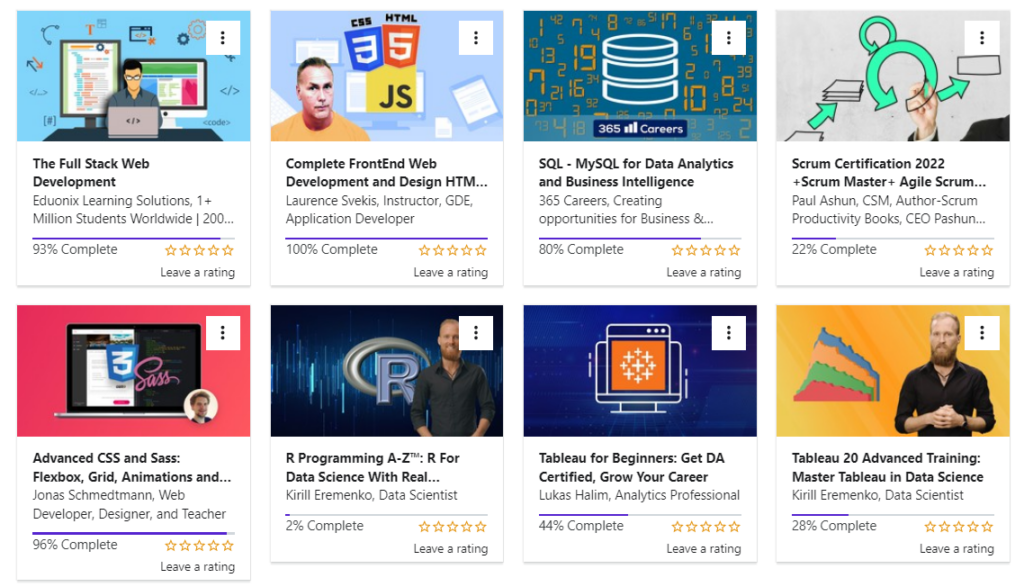 CSS HTML
3 5
JS
365 Careers
The Full Stack Web
Development
Eduonix Learning Solutions, 1+
Million Students Worldwide | 200...
93% Complete
Leave a rating
Complete FrontEnd Web
Development and Design HTM...
Laurence Svekis, Instructor, GDE,
Application Developer
100% Complete
Leave a rating
SQL - MySQL for Data Analytics
and Business Intelligence
365 Careers, Creating
opportunities for Business &...
80% Complete
Leave a rating
Scrum Certification 2022
+Scrum Master+ Agile Scrum...
Paul Ashun, CSM, Author-Scrum
Productivity Books, CEO Pashun...
22% Complete
Leave a rating
3
Sass
R
Advanced CSS and Sass:
Flexbox, Grid, Animations and...
Jonas Schmedtmann, Web
Developer, Designer, and Teacher
96% Complete
Leave a rating
R Programming A-Z™: R For
Data Science With Real...
Kirill Eremenko, Data Scientist
2% Complete
Leave a rating
Tableau for Beginners: Get DA
Certified, Grow Your Career
Lukas Halim, Analytics Professional
44% Complete
Leave a rating
Tableau 20 Advanced Training:
Master Tableau in Data Science
Kirill Eremenko, Data Scientist
28% Complete
Leave a rating